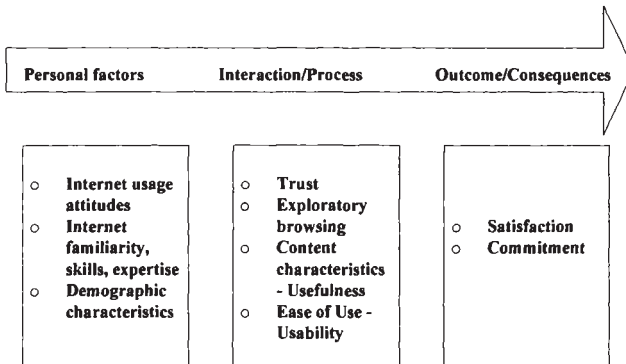 Personal factors Interaction/Process Outcome/Consequences
o Internet usage
attitudes
o Internet
familiarity,
skills, expertise
o Demographic
characteristics
o Trust
o Exploratory
browsing
o Content
characteristics
- Usefulness
o Ease of Use -
Usability
o Satisfaction
o Commitment